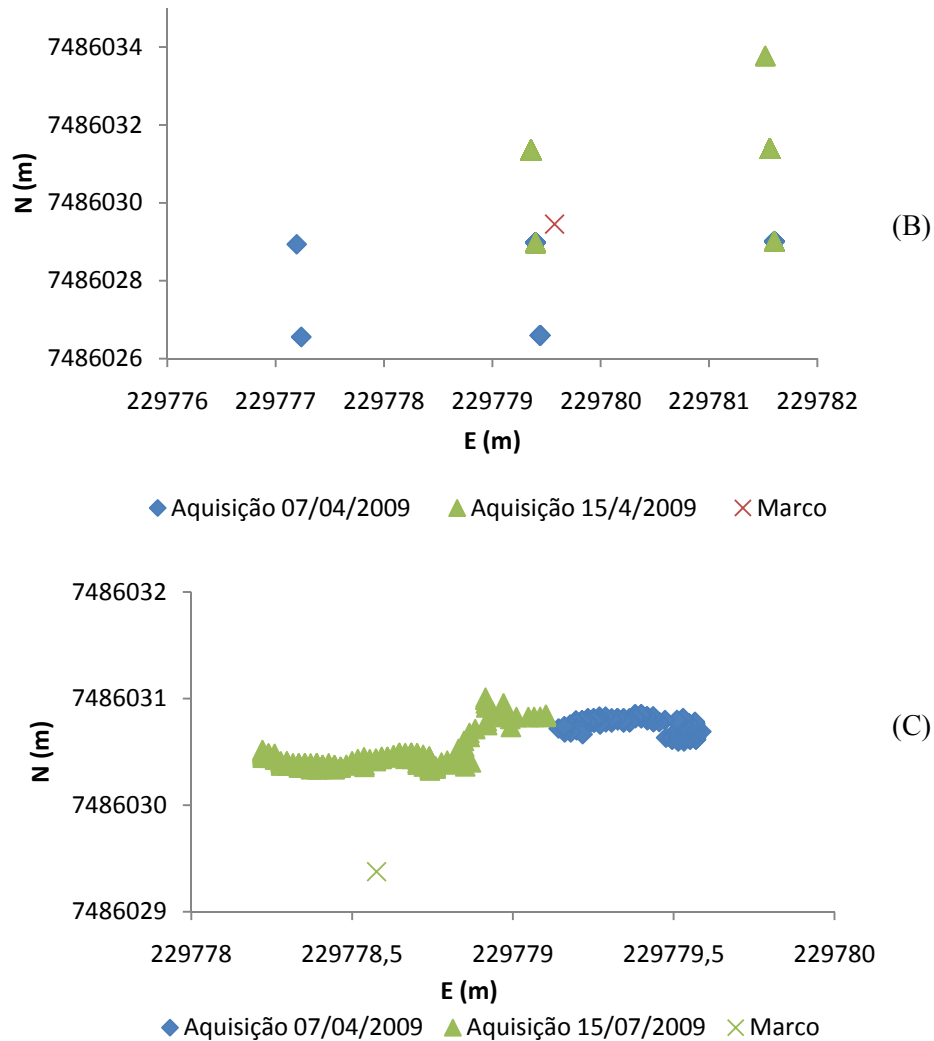 7486034
7486032
7486030
7486028
7486026
N (m)
(B)
229776 229777 229778 229779 229780 229781 229782
E (m)
Aquisição 07/04/2009 Aquisição 15/4/2009 Marco
7486032
7486031
7486030
7486029
N (m)
(C)
229778 229778,5 229779 229779,5 229780
E (m)
Aquisição 07/04/2009 Aquisição 15/07/2009 Marco